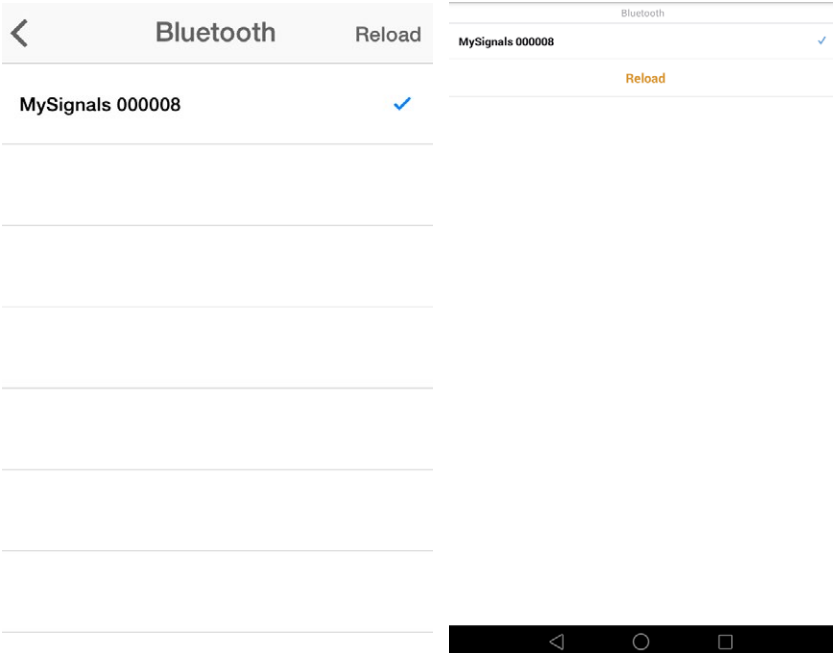 Bluetooth Reload
MySignals 000008
Bluetooth
MySignals 000008
Reload